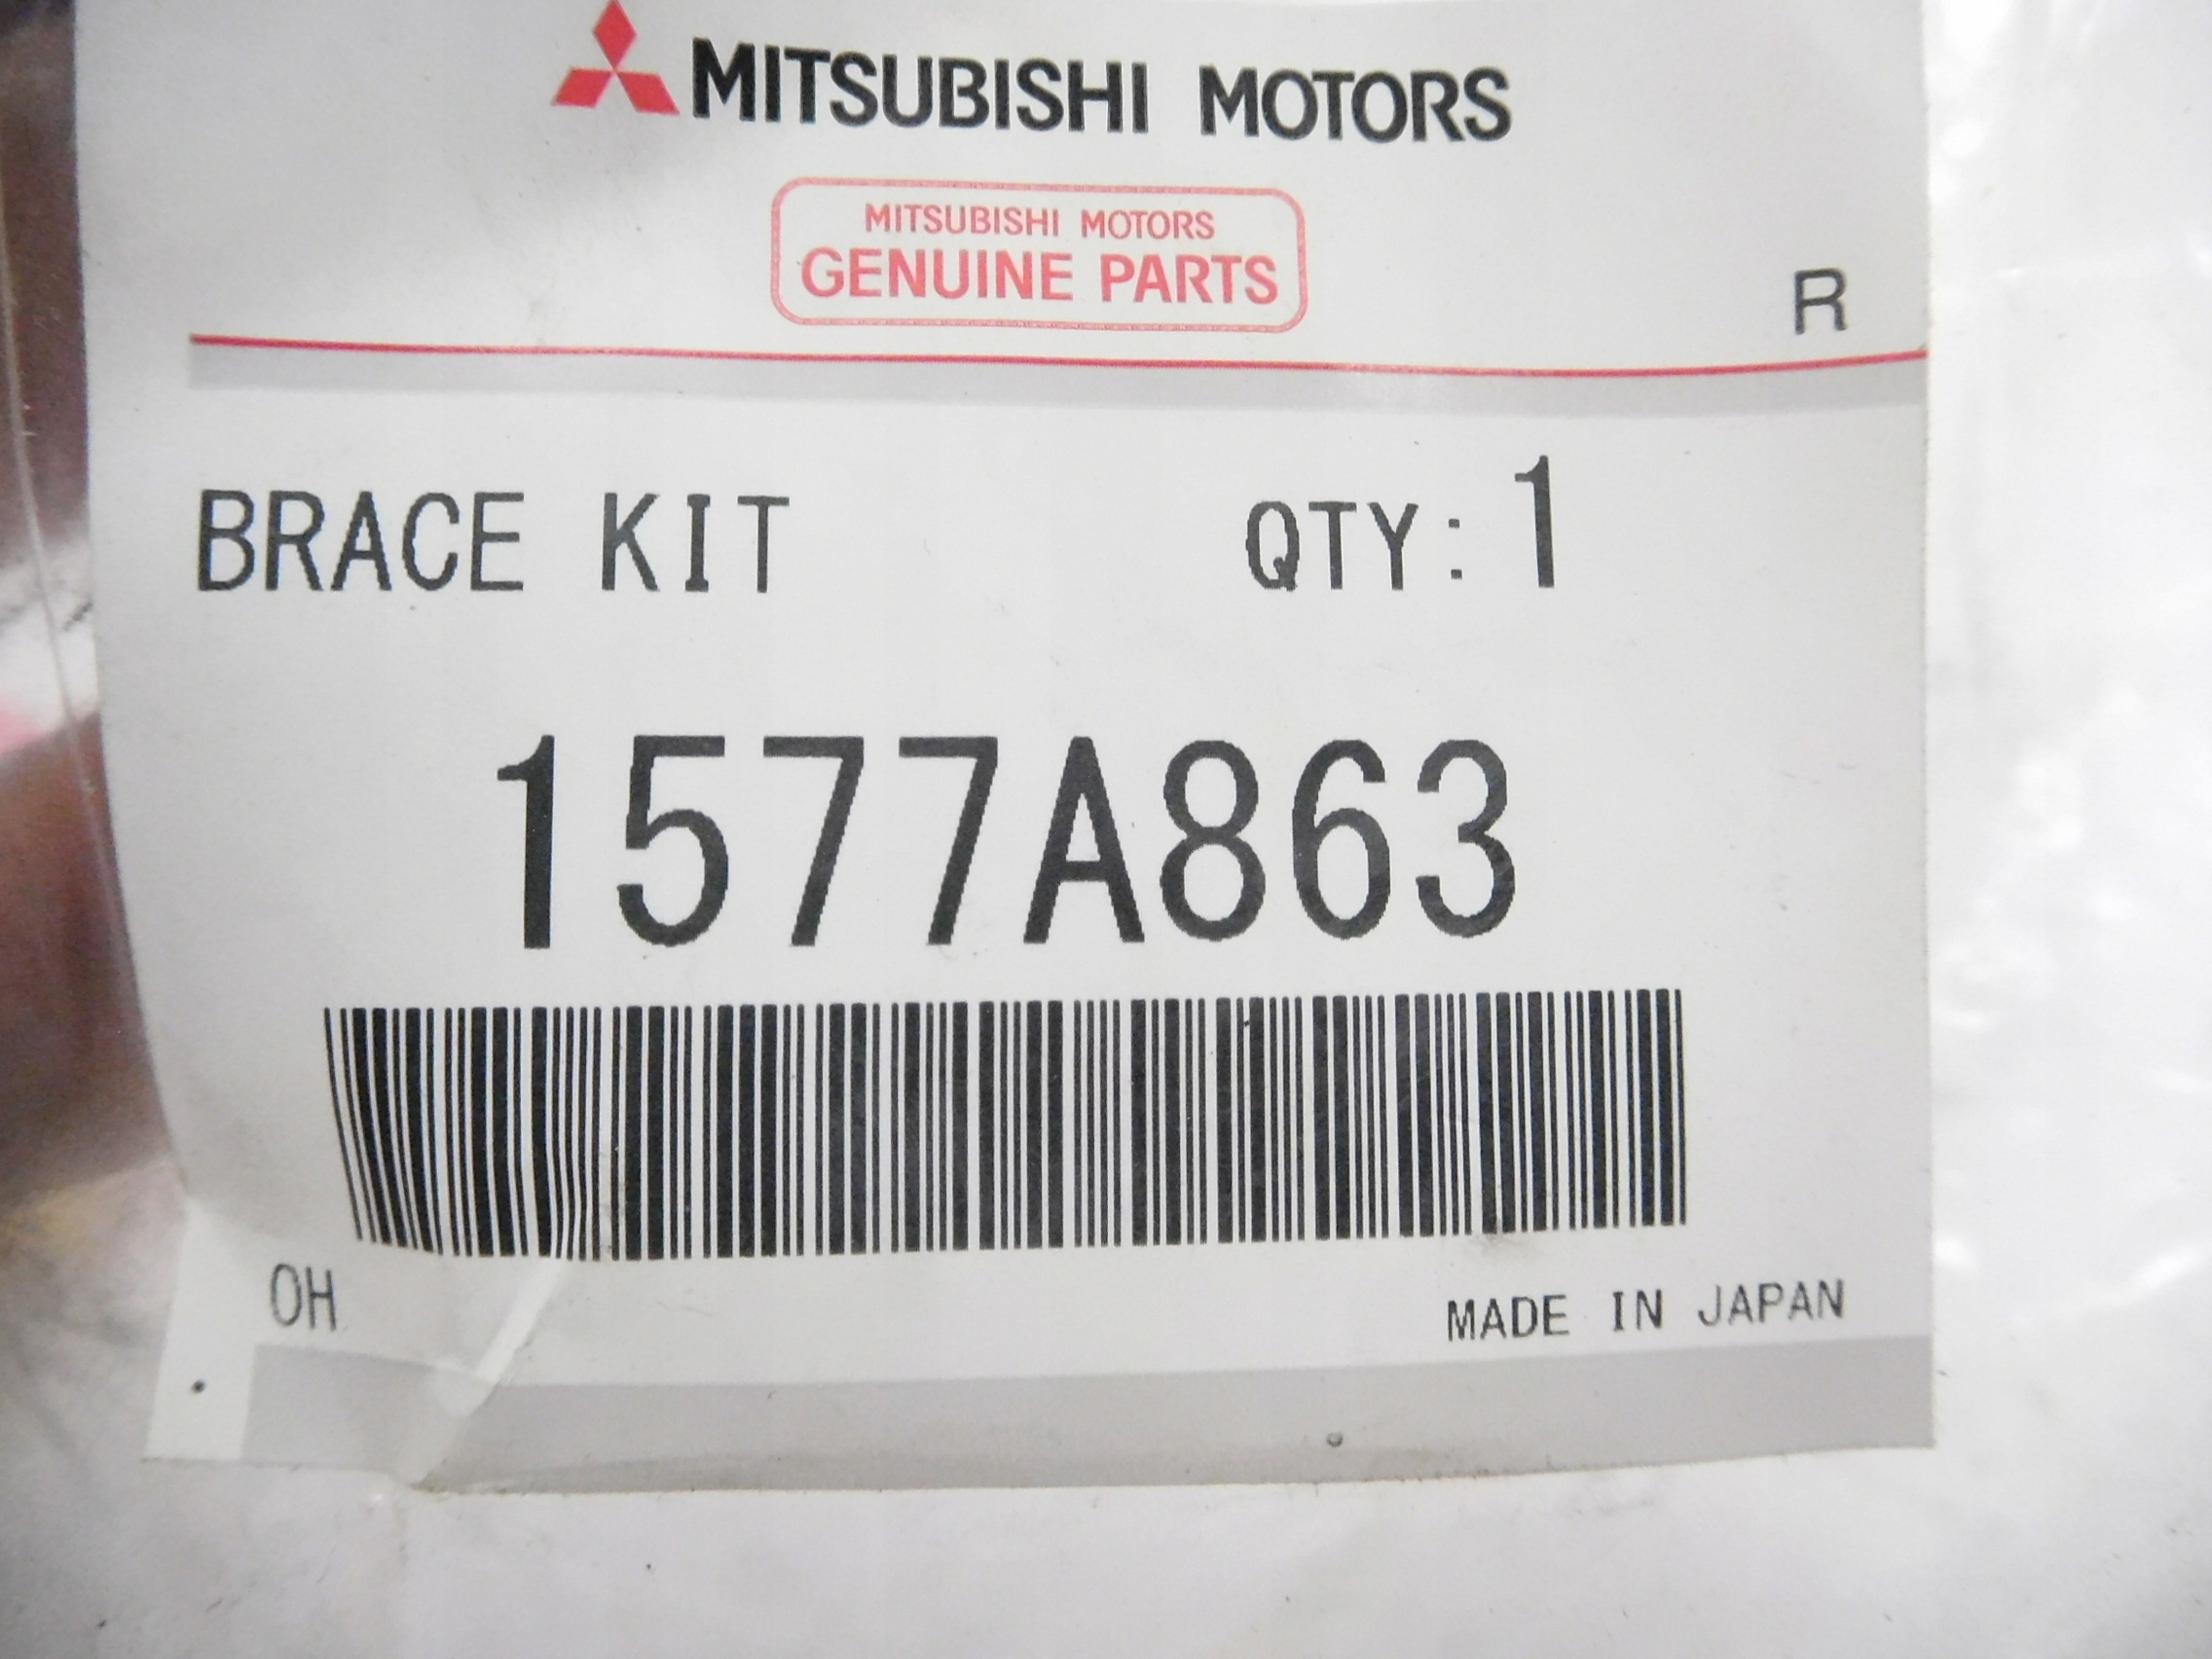 MITSUBISHI MOTORS
MITSUBISHI MOTORS
GENUINE PARTS
R
BRACE KIT QTY: 1
1577A863
OH MADE IN JAPAN